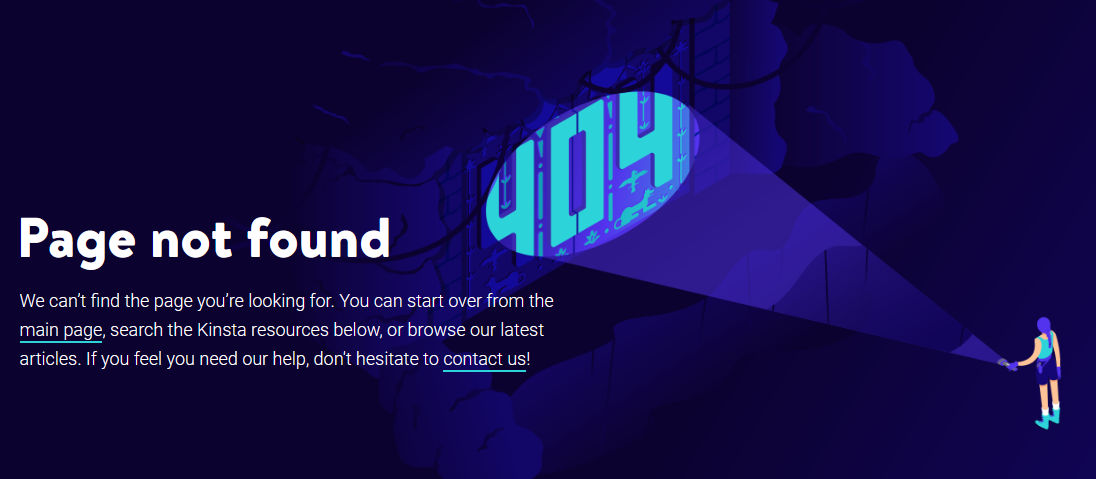 404
Page not found
We can’t find the page you’re looking for. You can start over from the
main page, search the Kinsta resources below, or browse our latest
articles. If you feel you need our help, don’t hesitate to contact us!